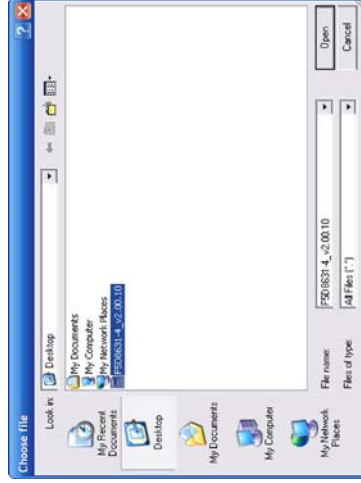 Choose file
Look in: Desktop
My Recent Documents
Desktop
My Documents
My Computer
My Network Places
My Documents
My Computer
My Network Places
F5D8631-4_v2.00.10
File name: F5D8631-4_v2.00.10 Open
Files of type: All Files (*.*) Cancel